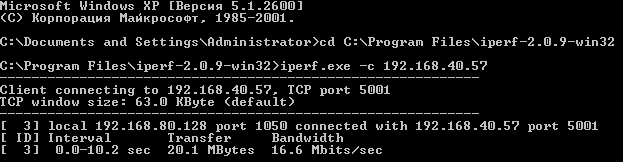 Microsoft Windows XP [Версия 5.1.2600]
(С) Корпорация Майкрософт, 1985-2001.
C:\Documents and Settings\Administrator>cd C:\Program Files\iperf-2.0.9-win32
C:\Program Files\iperf-2.0.9-win32>iperf.exe -c 192.168.40.57
------------------------------------------------------------
Client connecting to 192.168.40.57, TCP port 5001
TCP window size: 63.0 KByte (default)
------------------------------------------------------------
[  3] local 192.168.80.128 port 1050 connected with 192.168.40.57 port 5001
[ ID] Interval       Transfer     Bandwidth
[  3]  0.0-10.2 sec  20.1 MBytes  16.6 Mbits/sec